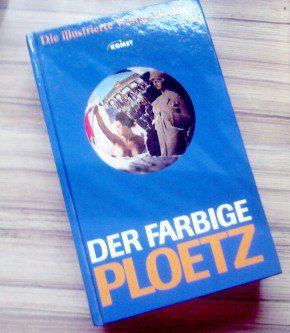 Die illustrierte Weltgeschichte
KOMET
DER FARBIGE
PLOETZ